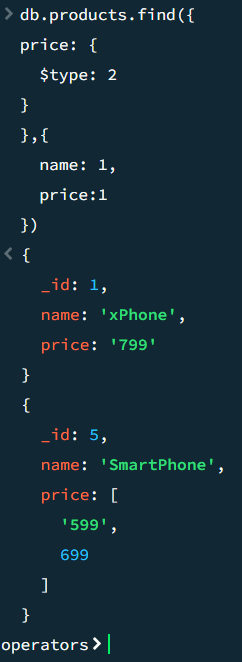 > db.products.find({
price: {
$type: 2
}
},{
name: 1,
price:1
})
< {
_id: 1,
name: 'xPhone',
price: '799'
}
{
_id: 5,
name: 'SmartPhone',
price: [
'599',
699
]
}
operators>